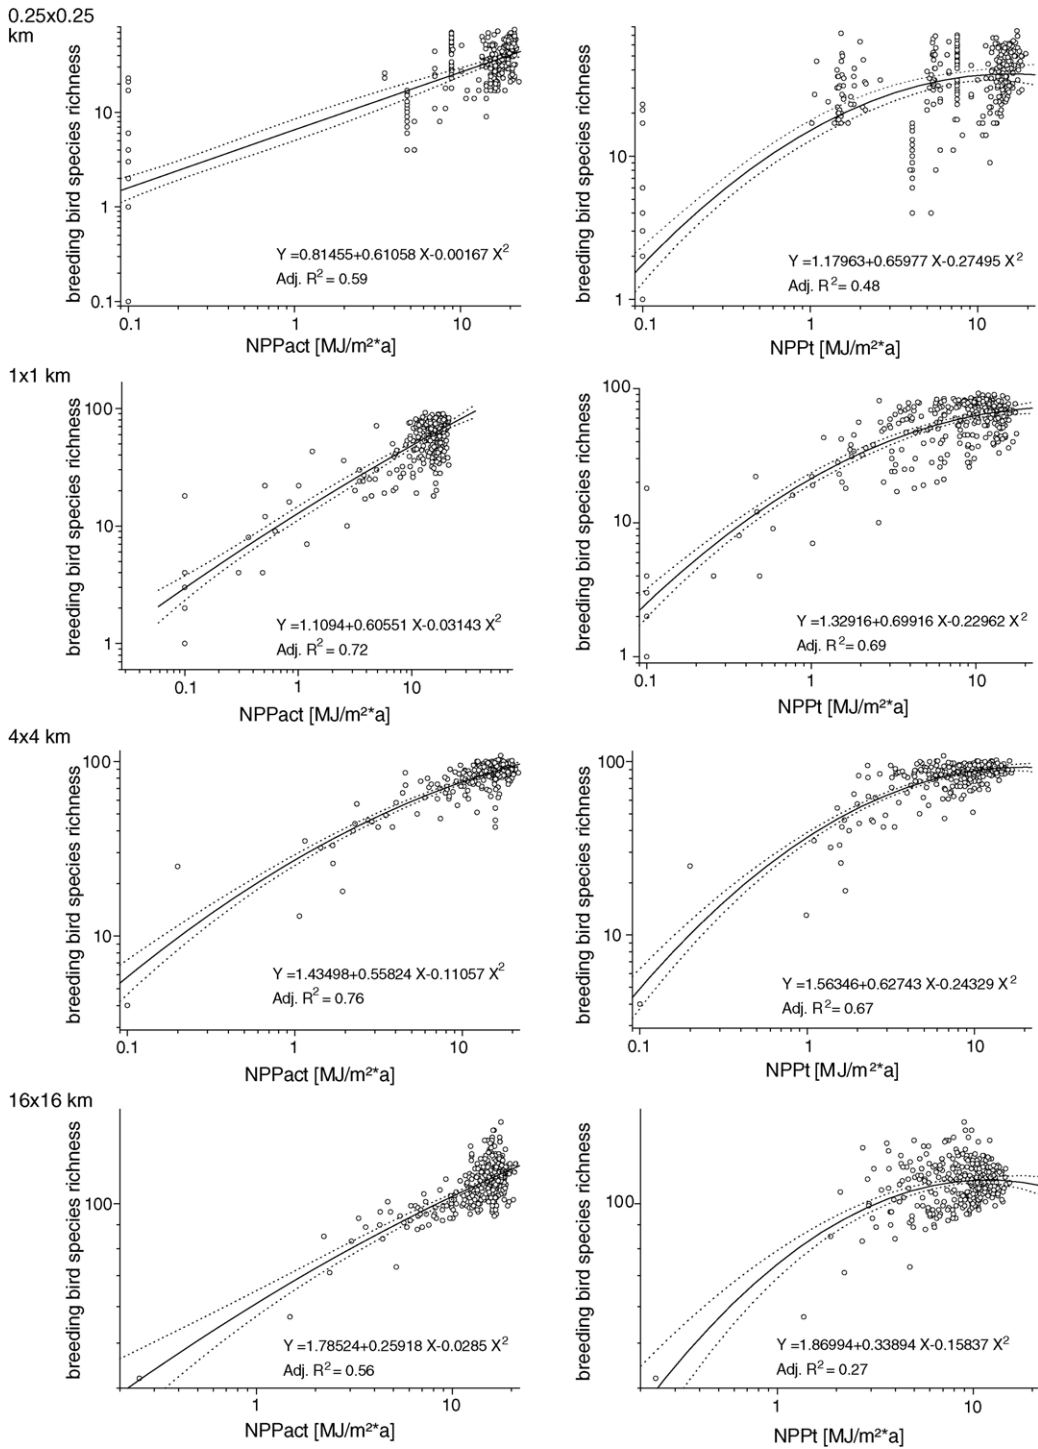 0.25x0.25
km
breeding bird species richness
10
1
0.1
Y =0.81455+0.61058 X-0.00167 X²
Adj. R² = 0.59
0.1
1
10
NPPact [MJ/m²*a]
breeding bird species richness
10
1
Y =1.17963+0.65977 X-0.27495 X²
Adj. R² = 0.48
0.1
1
10
NPPt [MJ/m²*a]
1x1 km
breeding bird species richness
100
10
1
Y =1.1094+0.60551 X-0.03143 X²
Adj. R² = 0.72
0.1
1
10
NPPact [MJ/m²*a]
breeding bird species richness
100
10
1
Y =1.32916+0.69916 X-0.22962 X²
Adj. R²= 0.69
0.1
1
10
NPPt [MJ/m²*a]
4x4 km
breeding bird species richness
100
10
Y =1.43498+0.55824 X-0.11057 X²
Adj. R² = 0.76
0.1
1
10
NPPact [MJ/m²*a]
breeding bird species richness
100
10
Y =1.56346+0.62743 X-0.24329 X²
Adj. R²= 0.67
0.1
1
10
NPPt [MJ/m²*a]
16x16 km
breeding bird species richness
100
Y =1.78524+0.25918 X-0.0285 X²
Adj. R² = 0.56
1
10
NPPact [MJ/m²*a]
breeding bird species richness
100
Y =1.86994+0.33894 X-0.15837 X²
Adj. R² = 0.27
1
10
NPPt [MJ/m²*a]